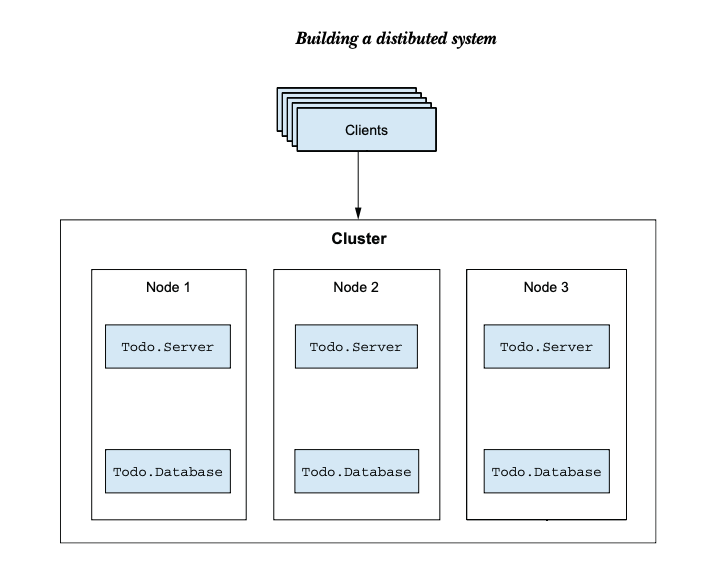 Building a distibuted system
Clients
Cluster
Node 1
Node 2
Node 3
Todo.Server
Todo.Server
Todo.Server
Todo.Database
Todo.Database
Todo.Database